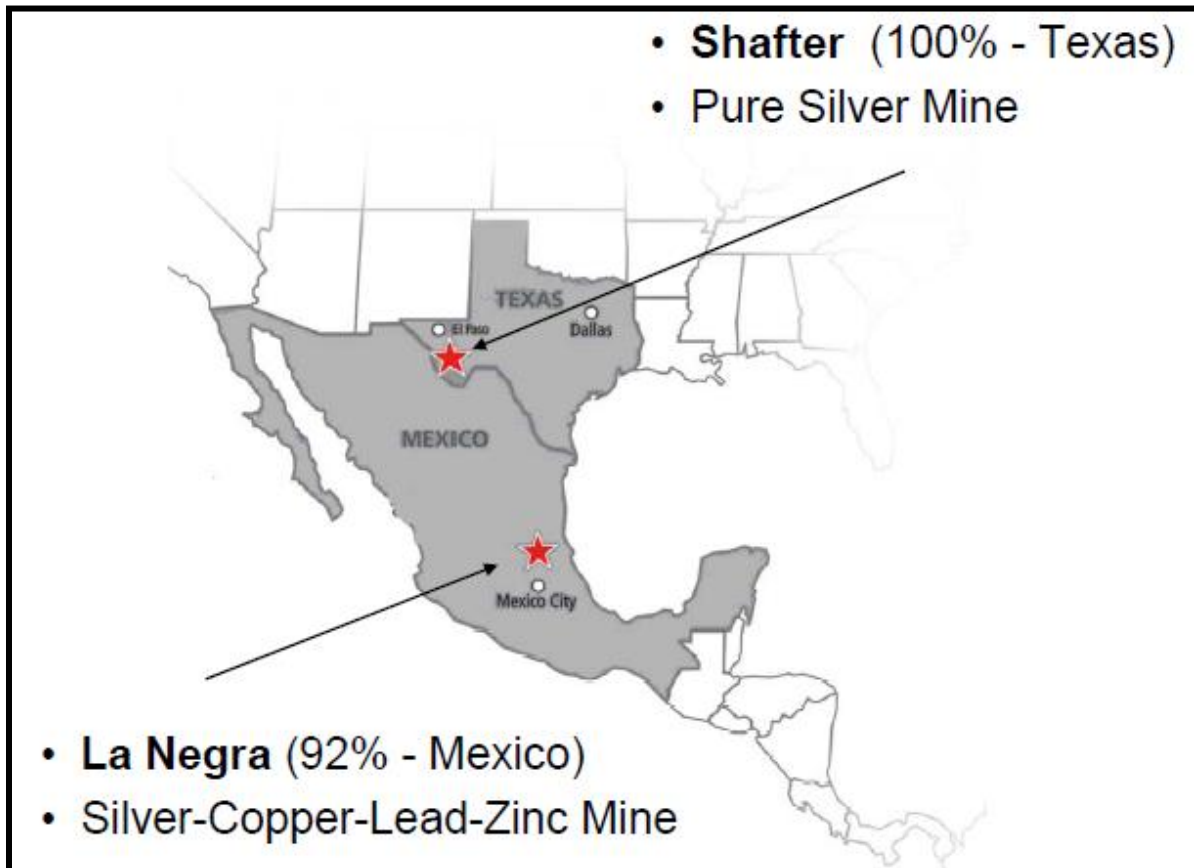 • Shafter (100% - Texas)
• Pure Silver Mine
TEXAS
El Paso
Dallas
MEXICO
Mexico City
• La Negra (92% - Mexico)
• Silver-Copper-Lead-Zinc Mine